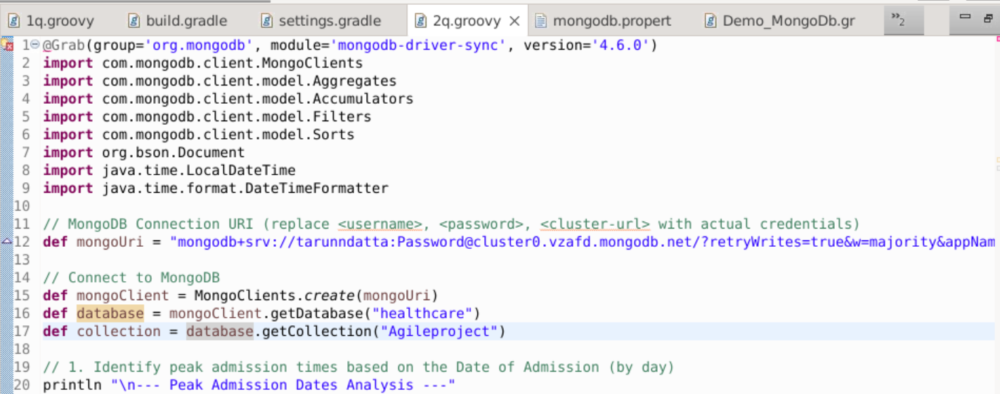 1q.groovy build.gradle settings.gradle 2q.groovy mongodb.propert Demo_MongoDb.gr »2
1 @Grab(group='org.mongodb', module='mongodb-driver-sync', version='4.6.0')
2 import com.mongodb.client.MongoClients
3 import com.mongodb.client.model.Aggregates
4 import com.mongodb.client.model.Accumulators
5 import com.mongodb.client.model.Filters
6 import com.mongodb.client.model.Sorts
7 import org.bson.Document
8 import java.time.LocalDateTime
9 import java.time.format.DateTimeFormatter
10
11 // MongoDB Connection URI (replace <username>, <password>, <cluster-url> with actual credentials)
12 def mongoUri = "mongodb+srv://tarunndatta:Password@cluster0.vzafd.mongodb.net/?retryWrites=true&w=majority&appNam
13
14 // Connect to MongoDB
15 def mongoClient = MongoClients.create(mongoUri)
16 def database = mongoClient.getDatabase("healthcare")
17 def collection = database.getCollection("Agileproject")
18
19 // 1. Identify peak admission times based on the Date of Admission (by day)
20 println "\n--- Peak Admission Dates Analysis ---"